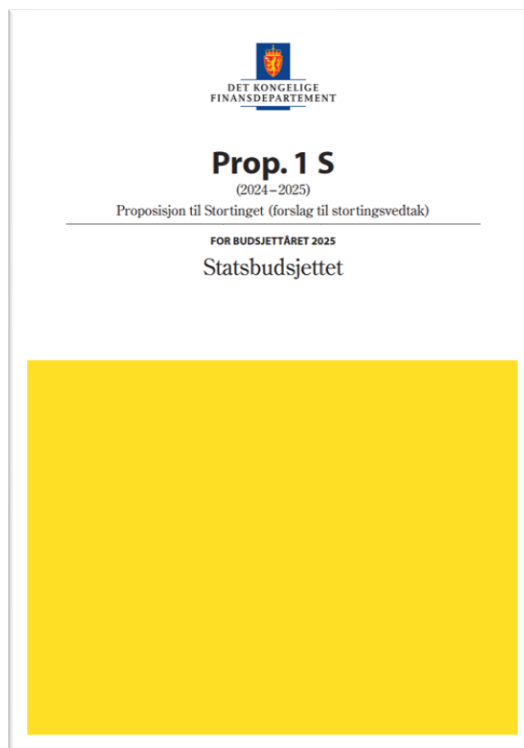 DET KONGELIGE
FINANSDEPARTEMENT
Prop. 1 S
(2024–2025)
Proposisjon til Stortinget (forslag til stortingsvedtak)
FOR BUDSJETTÅRET 2025
Statsbudsjettet